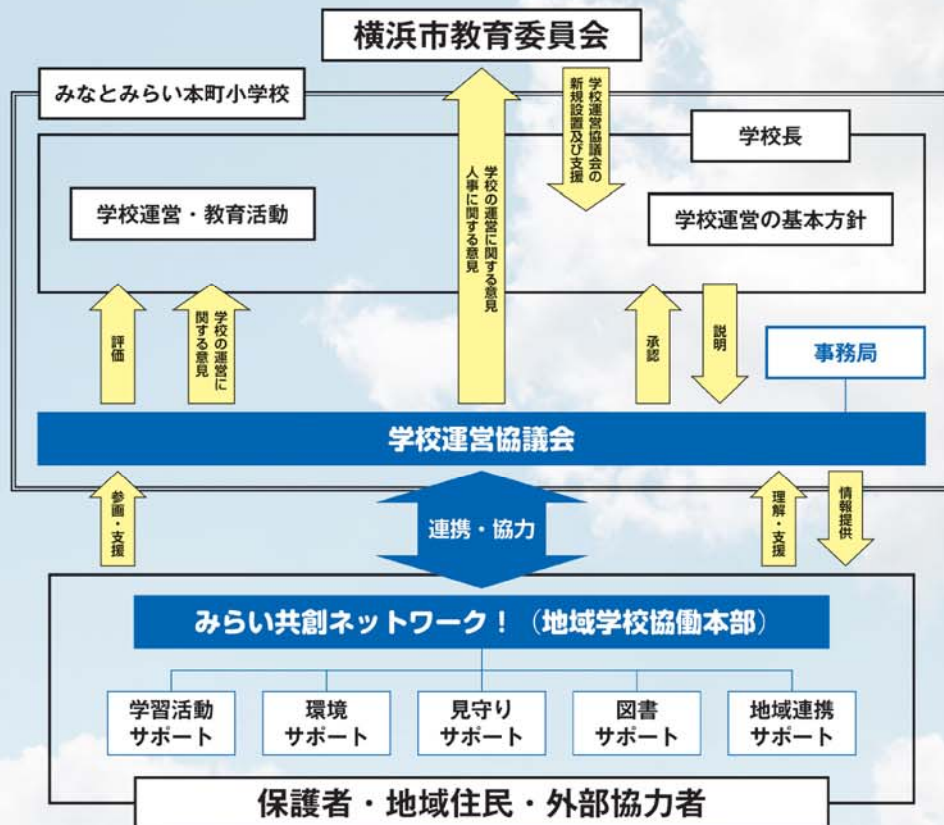 横浜市教育委員会
みなとみらい本町小学校
学校運営協議会の
新規設置及び支援
学校長
学校の運営に関する意見
人事に関する意見
学校運営・教育活動
学校運営の基本方針
評価
学校の運営に
関する意見
承認
説明
事務局
学校運営協議会
参画・支援
連携・協力
理解・支援
情報提供
みらい共創ネットワーク!(地域学校協働本部)
学習活動
サポート
環境
サポート
見守り
サポート
図書
サポート
地域連携
サポート
保護者・地域住民・外部協力者